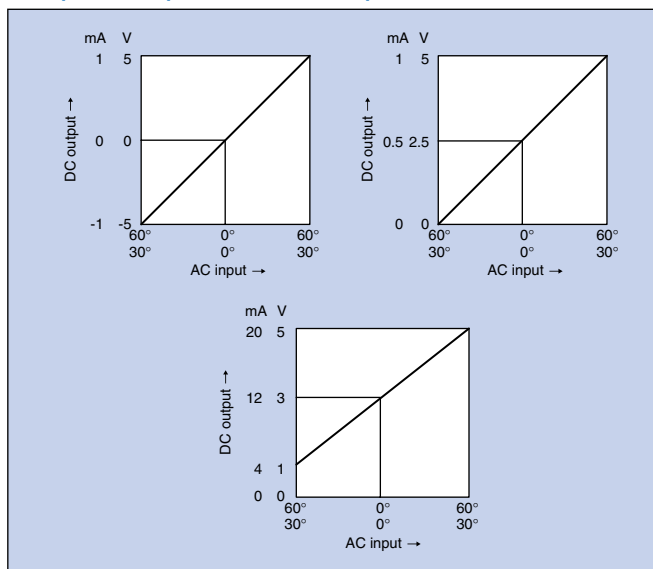 mA V
1 5
0 0
-1 -5
DC output →
60° 0° 60°
30° 0° 30°
AC input →
mA V
1 5
0.5 2.5
0 0
DC output →
60° 0° 60°
30° 0° 30°
AC input →
mA V
20 5
12 3
4 1
0 0
DC output →
60° 0° 60°
30° 0° 30°
AC input →